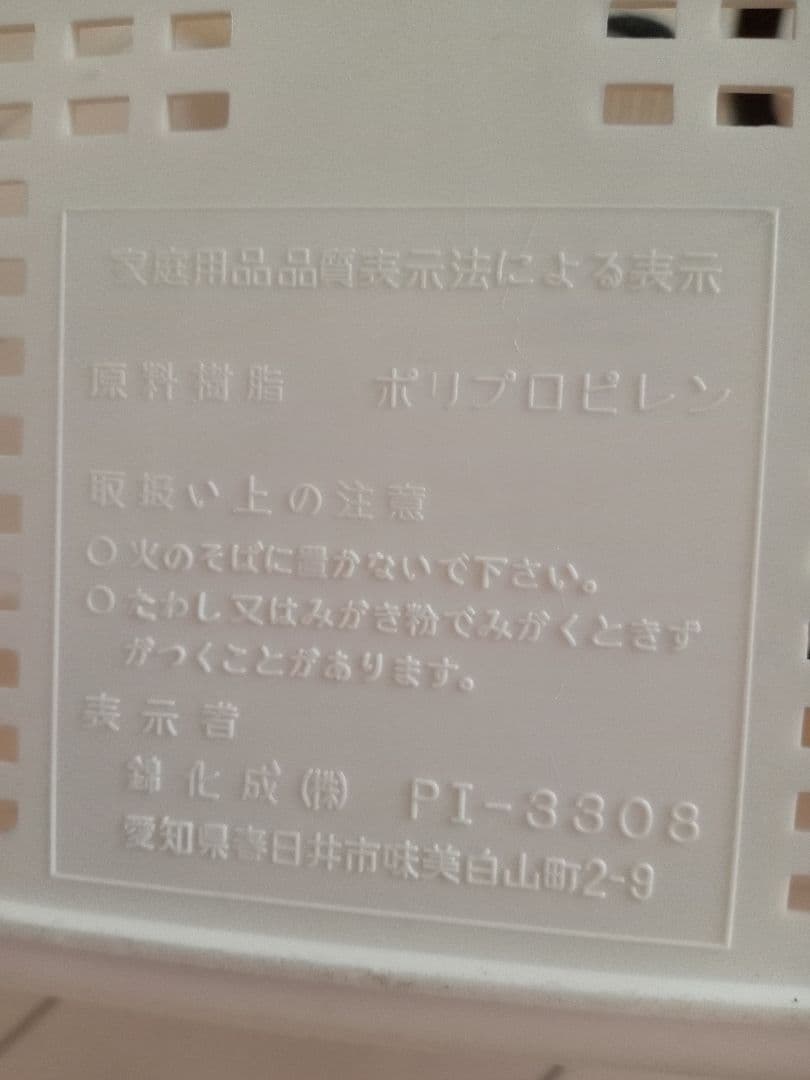 家庭用品品質表示法による表示
原料樹脂 ポリプロピレン
取扱い上の注意
○火のそばに置かないで下さい。
○たわし又はみがき粉でみがくときず
がつくことがあります。
表示者
錦化成㈱ PI-3308
愛知県春日井市味美白山町2-9